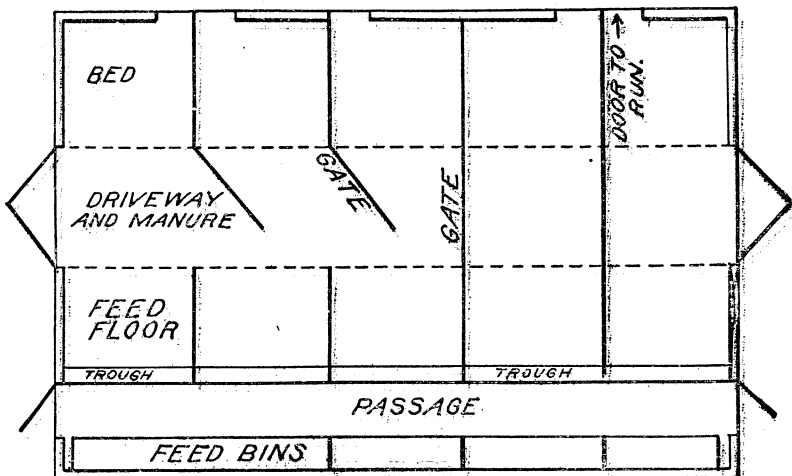 BED
DOOR TO →
RUN.
GATE
GATE
DRIVEWAY
AND MANURE
FEED
FLOOR
TROUGH
TROUGH
PASSAGE
FEED BINS